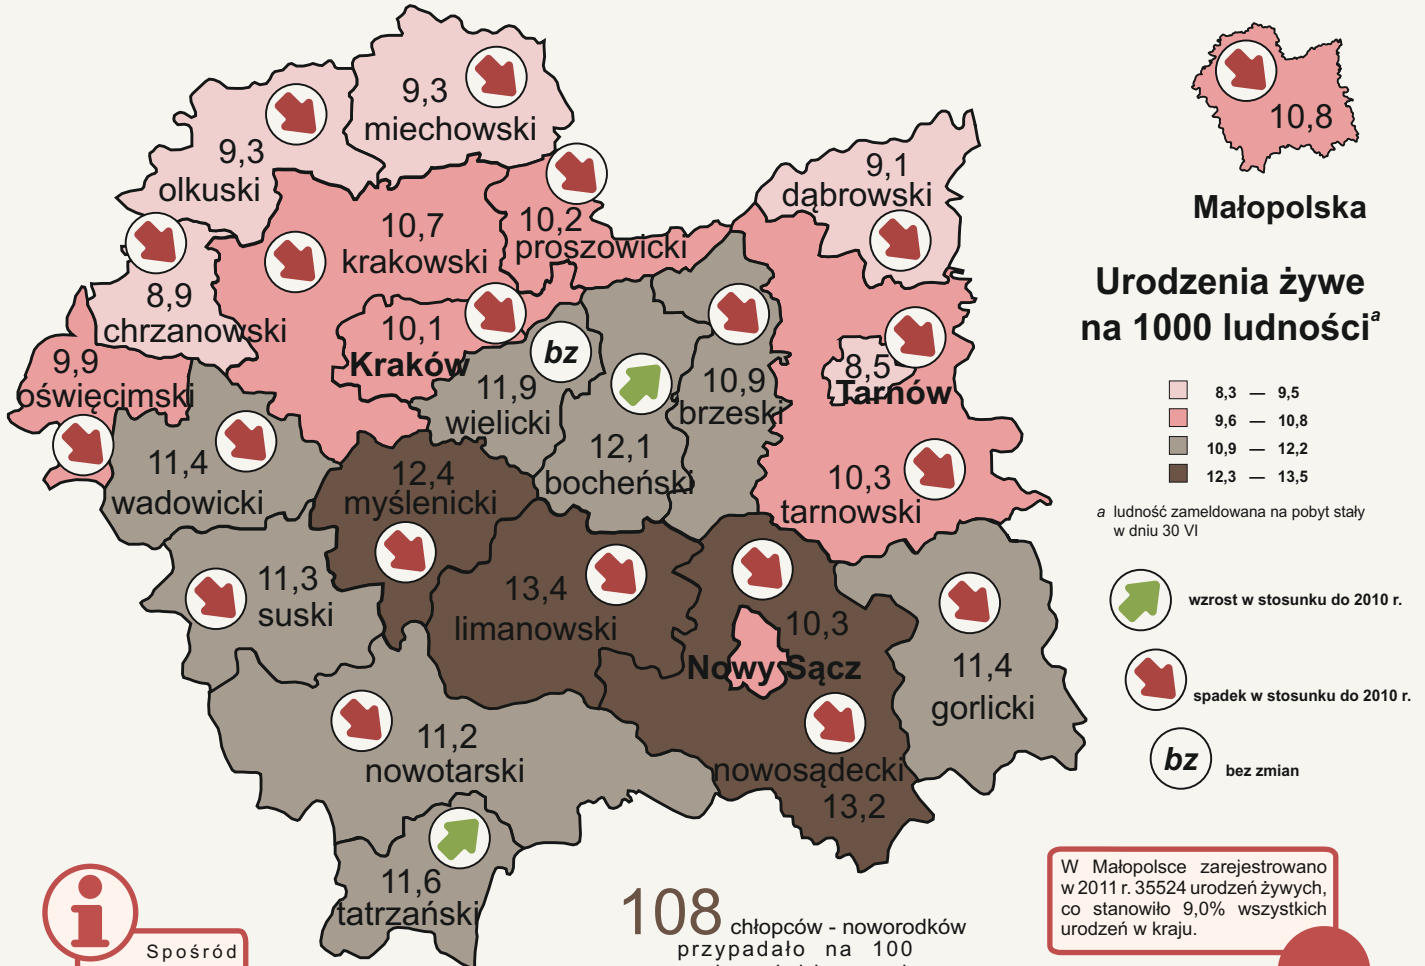 9,3
miechowski
9,3
olkuski
10,8
Małopolska
9,1
dąbrowski
10,7
krakowski
10,2
proszowicki
8,9
chrzanowski
10,1
Kraków
9,9
oświęcimski
bz
11,9
wielicki
12,1
bocheński
10,9
brzeski
8,5
Tarnów
10,3
tarnowski
11,4
wadowicki
12,4
myślenicki
11,3
suski
13,4
limanowski
10,3
Nowy Sącz
11,4
gorlicki
11,2
nowotarski
nowosądecki
13,2
11,6
tatrzański
Urodzenia żywe
na 1000 ludności a
8,3 — 9,5
9,6 — 10,8
10,9 — 12,2
12,3 — 13,5
a ludność zameldowana na pobyt stały
w dniu 30 VI
wzrost w stosunku do 2010 r.
spadek w stosunku do 2010 r.
bz bez zmian
i
Spośród
108 chłopców - noworodków
przypadało na 100
W Małopolsce zarejestrowano
w 2011 r. 35524 urodzeń żywych,
co stanowiło 9,0% wszystkich
urodzeń w kraju.